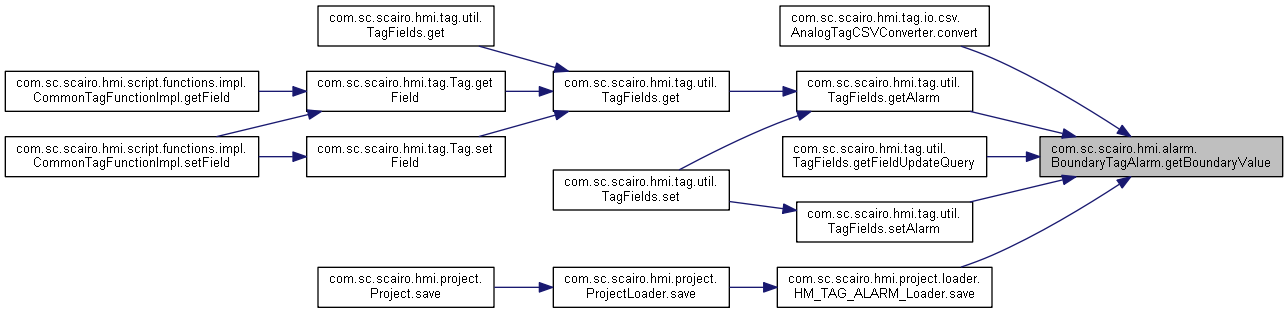 com.sc.scairo.hmi.tag.util.
TagFields.get
com.sc.scairo.hmi.tag.io.csv.
AnalogTagCSVConverter.convert
com.sc.scairo.hmi.script.functions.impl.
CommonTagFunctionImpl.getField
com.sc.scairo.hmi.tag.Tag.get
Field
com.sc.scairo.hmi.tag.util.
TagFields.get
com.sc.scairo.hmi.tag.util.
TagFields.getAlarm
com.sc.scairo.hmi.script.functions.impl.
CommonTagFunctionImpl.setField
com.sc.scairo.hmi.tag.Tag.set
Field
com.sc.scairo.hmi.tag.util.
TagFields.getFieldUpdateQuery
com.sc.scairo.hmi.alarm.
BoundaryTagAlarm.getBoundaryValue
com.sc.scairo.hmi.tag.util.
TagFields.set
com.sc.scairo.hmi.tag.util.
TagFields.setAlarm
com.sc.scairo.hmi.project.
Project.save
com.sc.scairo.hmi.project.
ProjectLoader.save
com.sc.scairo.hmi.project.loader.
HM_TAG_ALARM_Loader.save